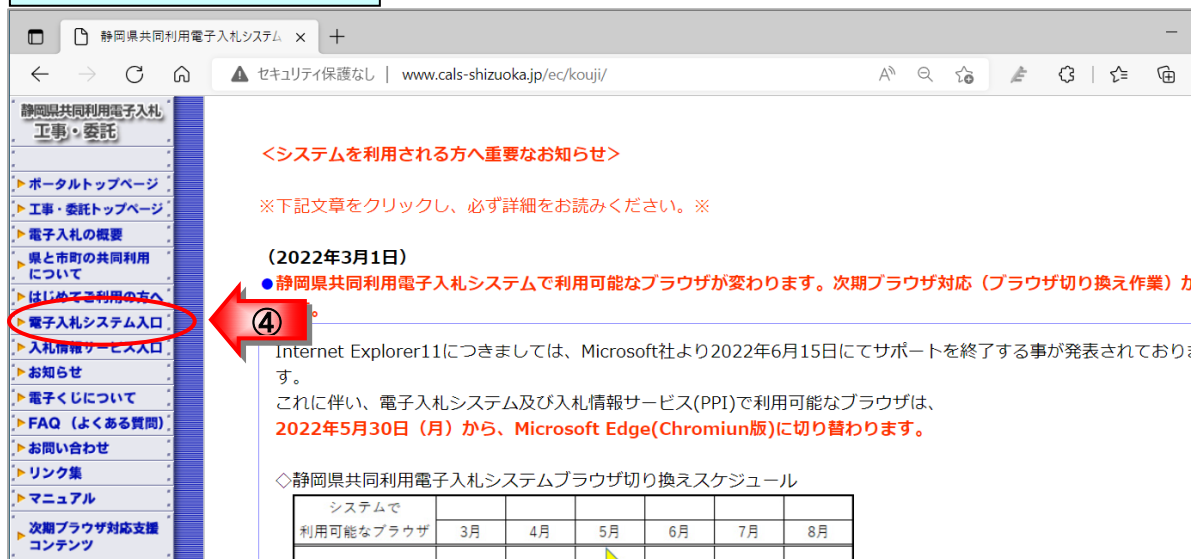 静岡県共同利用電子入札システム
セキュリティ保護なし | www.cals-shizuoka.jp/ec/kouji/
静岡県共同利用電子入札
工事・委託
ポータルトップページ
工事・委託トップページ
電子入札の概要
県と市町の共同利用
について
はじめてご利用の方へ
電子入札システム入口
入札情報サービス入口
お知らせ
電子くじについて
FAQ（よくある質問）
お問い合わせ
リンク集
マニュアル
次期ブラウザ対応支援
コンテンツ
④
＜システムを利用される方へ重要なお知らせ＞
※下記文章をクリックし、必ず詳細をお読みください。※
（2022年3月1日）
●静岡県共同利用電子入札システムで利用可能なブラウザが変わります。次期ブラウザ対応（ブラウザ切り換え作業）が
。
Internet Explorer11につきましては、Microsoft社より2022年6月15日にてサポートを終了する事が発表されておりま
す。
これに伴い、電子入札システム及び入札情報サービス(PPI)で利用可能なブラウザは、
2022年5月30日（月）から、Microsoft Edge(Chromiun版)に切り替わります。
◇静岡県共同利用電子入札システムブラウザ切り換えスケジュール
システムで
利用可能なブラウザ 3月 4月 5月 6月 7月 8月